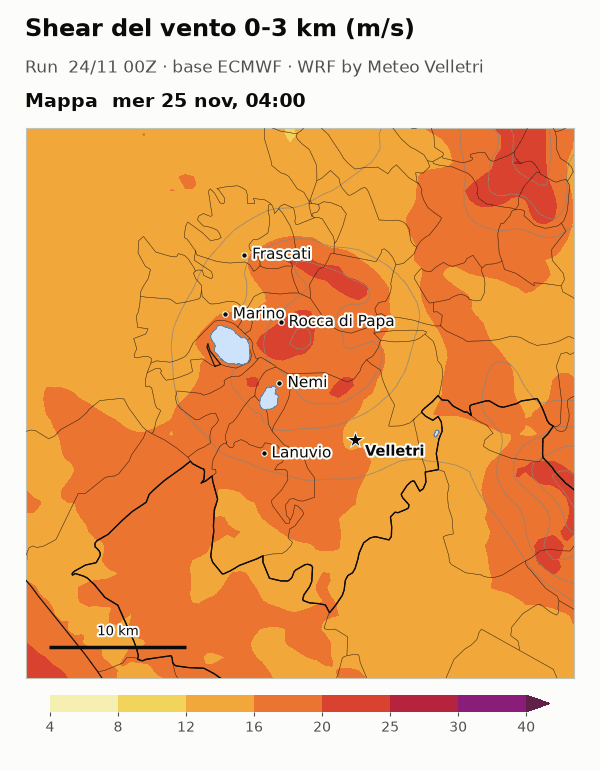 Shear del vento 0-3 km (m/s)
Run  24/11 00Z · base ECMWF · WRF by Meteo Velletri
Mappa  mer 25 nov, 04:00
Frascati
Marino
Rocca di Papa
Nemi
Velletri
Lanuvio
10 km
4 8 12 16 20 25 30 40